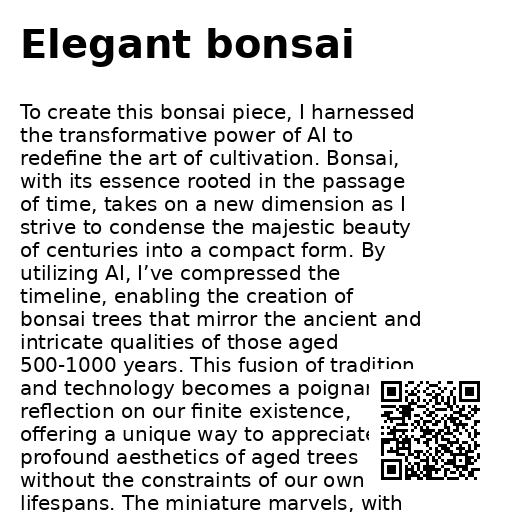 Elegant bonsai
To create this bonsai piece, I harnessed
the transformative power of AI to
redefine the art of cultivation. Bonsai,
with its essence rooted in the passage
of time, takes on a new dimension as I
strive to condense the majestic beauty
of centuries into a compact form. By
utilizing AI, I’ve compressed the
timeline, enabling the creation of
bonsai trees that mirror the ancient and
intricate qualities of those aged
500-1000 years. This fusion of tradition
and technology becomes a poignant
reflection on our finite existence,
offering a unique way to appreciate
profound aesthetics of aged trees
without the constraints of our own
lifespans. The miniature marvels, with